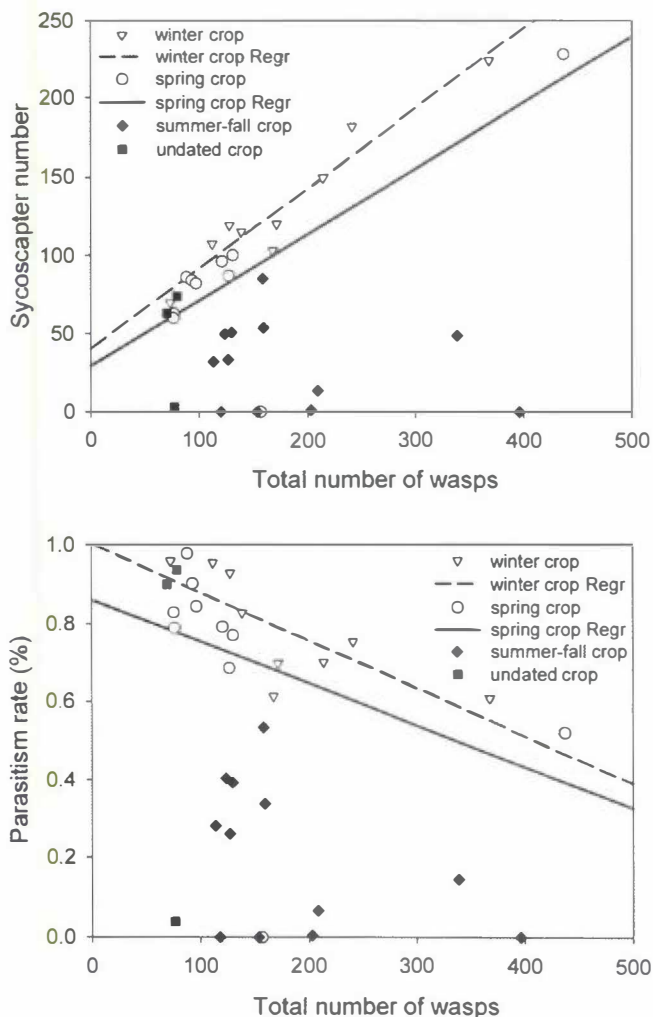 250
200
150
100
50
0
Sycoscapter number
winter crop
winter crop Regr
spring crop
spring crop Regr
summer-fall crop
undated crop
0 100 200 300 400 500
Total number of wasps
1.0
0.8
0.6
0.4
0.2
0.0
Parasitism rate (%)
winter crop
winter crop Regr
spring crop
spring crop Regr
summer-fall crop
undated crop
0 100 200 300 400 500
Total number of wasps